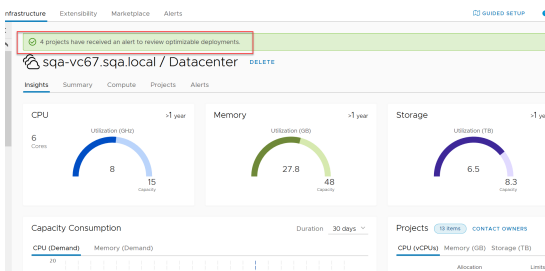 Infrastructure Extensibility Marketplace Alerts GUIDED SETUP
4 projects have received an alert to review optimizable deployments.
sqa-vc67.sqa.local / Datacenter DELETE
Insights Summary Compute Projects Alerts
CPU >1 year
Utilization (GHz)
6
Cores
8
15
Capacity
Memory >1 year
Utilization (GB)
27.8
48
Capacity
Storage >1 ye
Utilization (TB)
6.5
8.3
Capacity
Capacity Consumption Duration 30 days
CPU (Demand) Memory (Demand)
20
Projects 13 items CONTACT OWNERS
CPU (vCPUs) Memory (GB) Storage (TB)
Allocation Limits